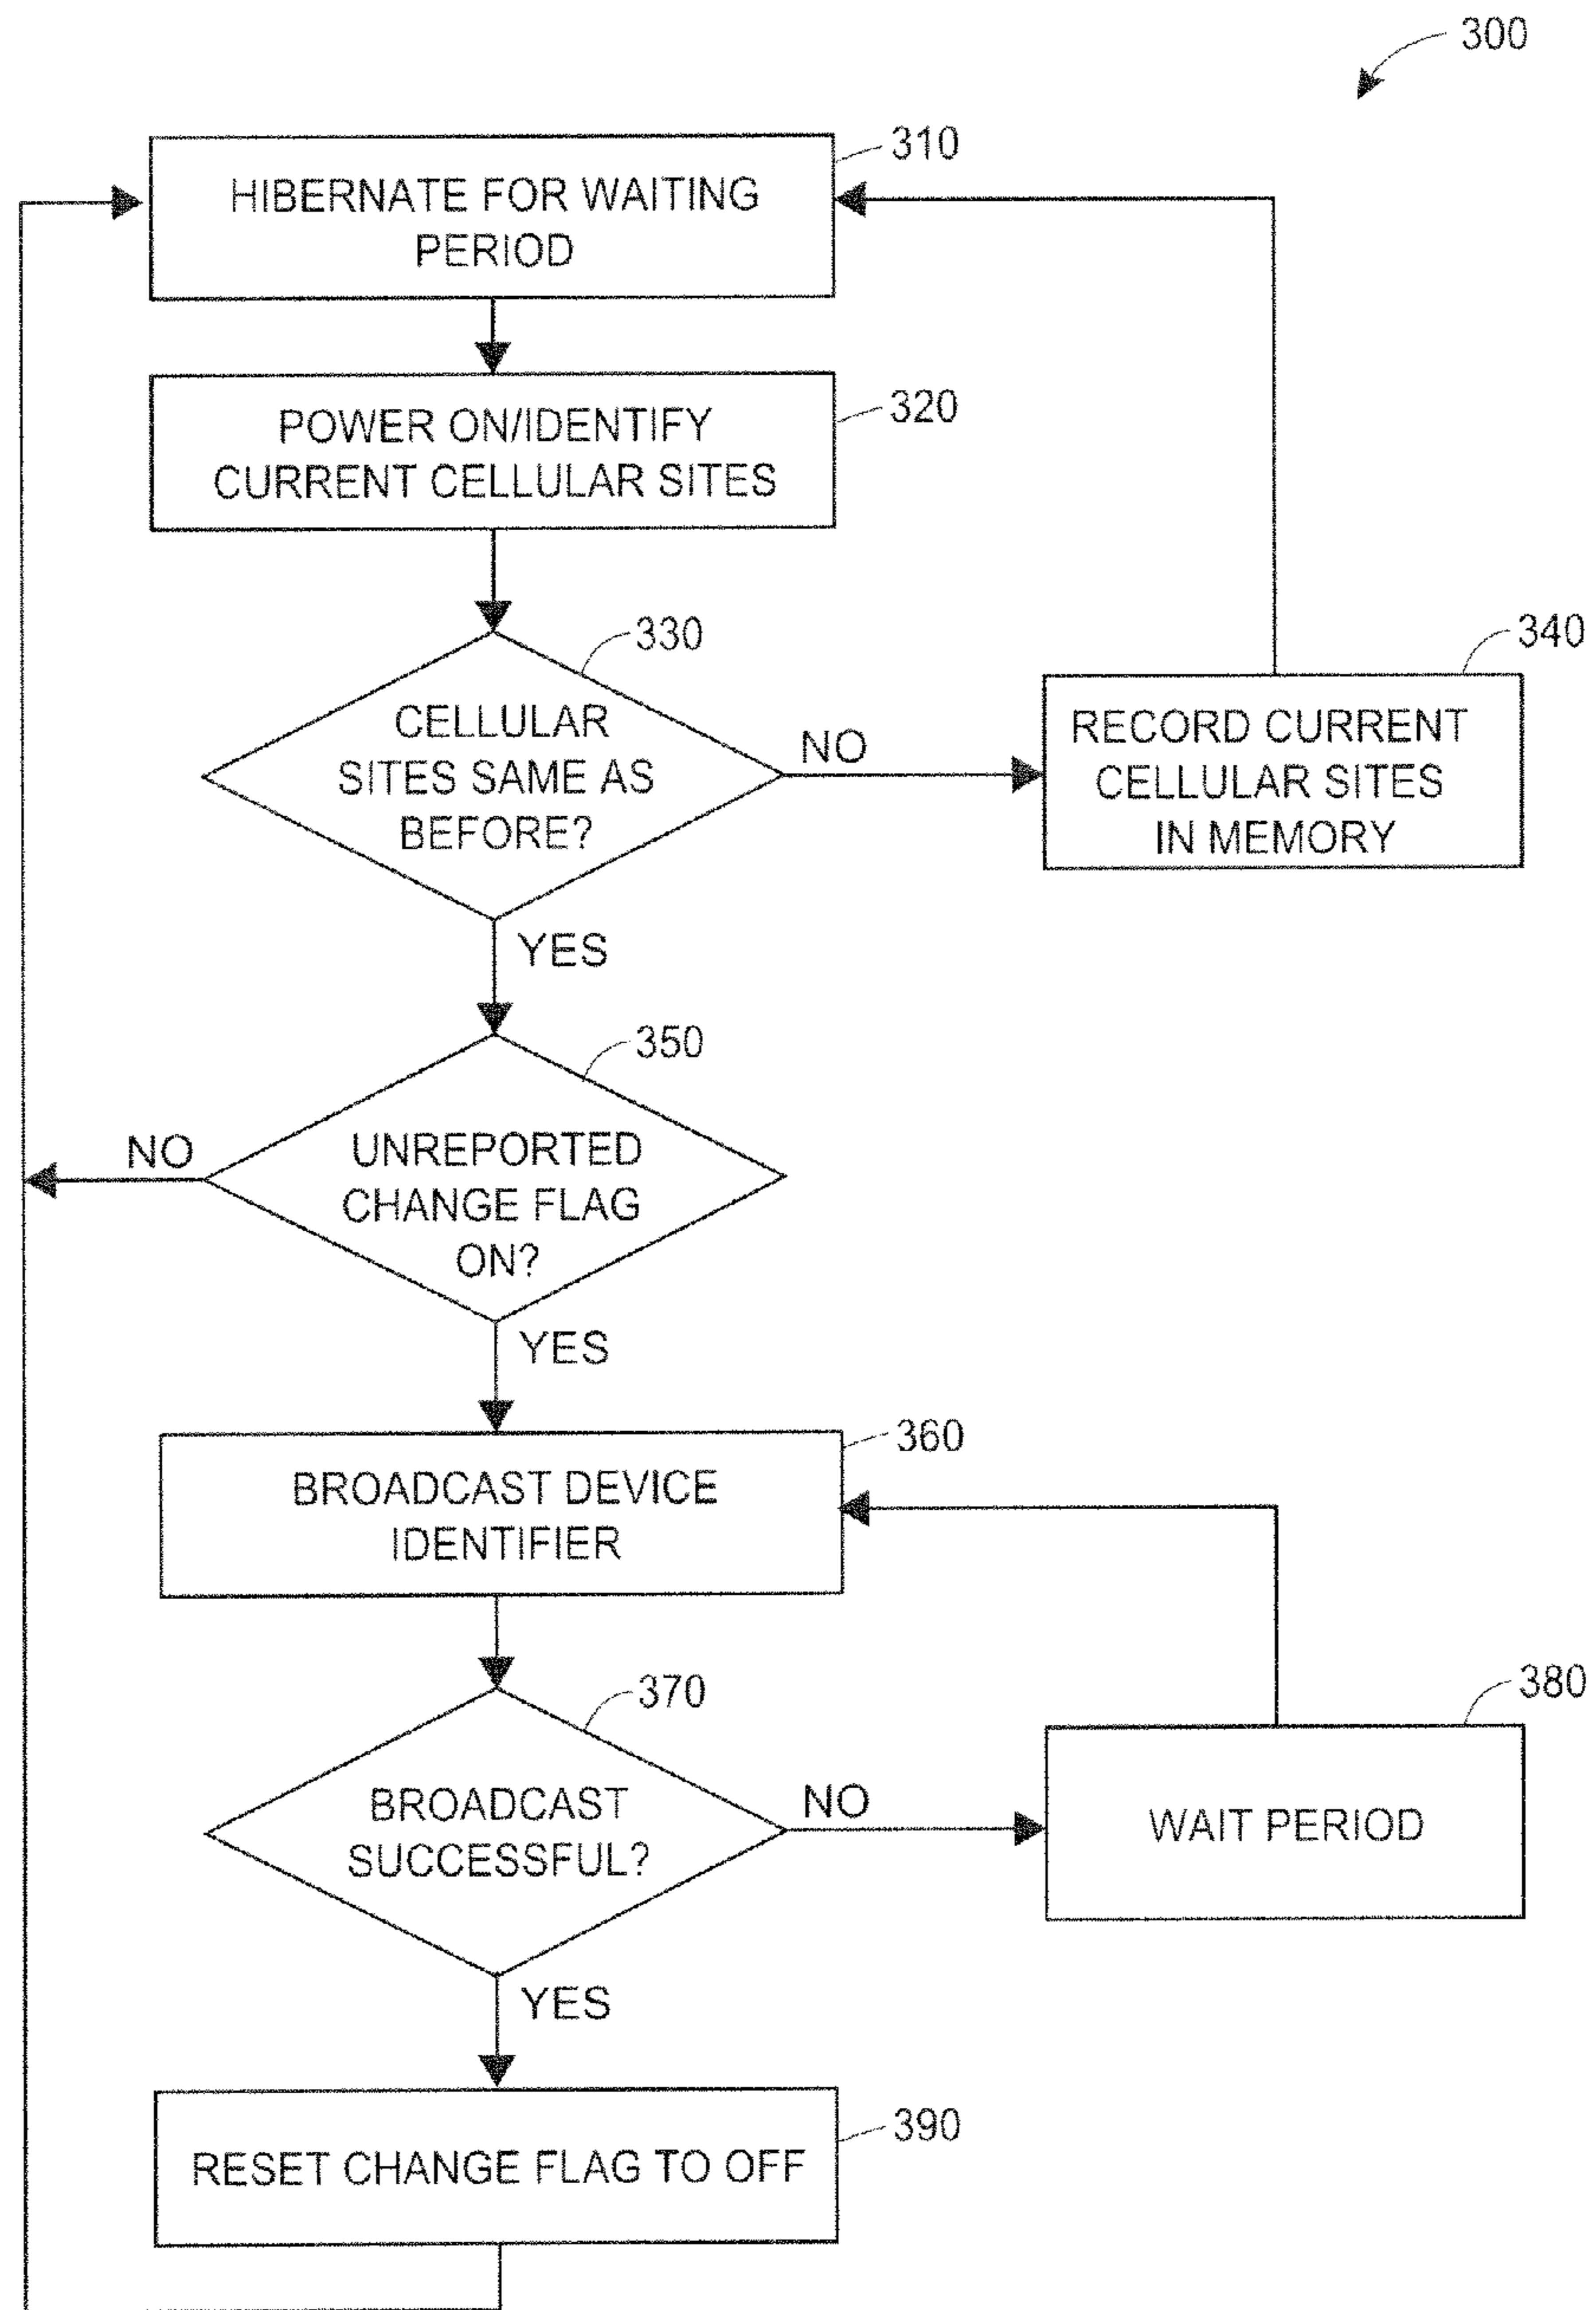 300
310
HIBERNATE FOR WAITING
PERIOD
320
POWER ON/IDENTIFY
CURRENT CELLULAR SITES
330
CELLULAR
SITES SAME AS
BEFORE?
NO
340
RECORD CURRENT
CELLULAR SITES
IN MEMORY
YES
350
UNREPORTED
CHANGE FLAG
ON?
NO
YES
360
BROADCAST DEVICE
IDENTIFIER
370
BROADCAST
SUCCESSFUL?
NO
380
WAIT PERIOD
YES
390
RESET CHANGE FLAG TO OFF